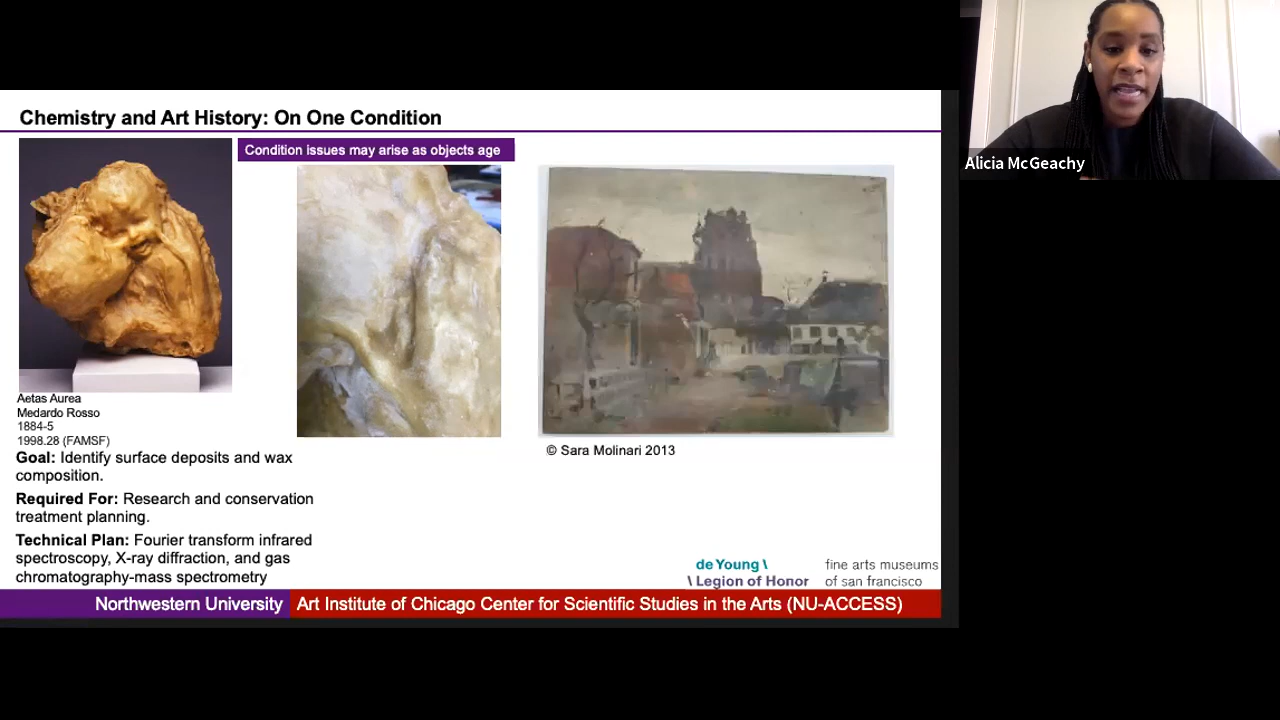 Chemistry and Art History: On One Condition
Condition issues may arise as objects age
Aetas Aurea
Medardo Rosso
1884-5
1998.28 (FAMSF)
Goal: Identify surface deposits and wax
composition.
Required For: Research and conservation
treatment planning.
Technical Plan: Fourier transform infrared
spectroscopy, X-ray diffraction, and gas
chromatography-mass spectrometry
© Sara Molinari 2013
de Young \
\ Legion of Honor
fine arts museums
of san francisco
Northwestern University
Art Institute of Chicago Center for Scientific Studies in the Arts (NU-ACCESS)
Alicia McGeachy